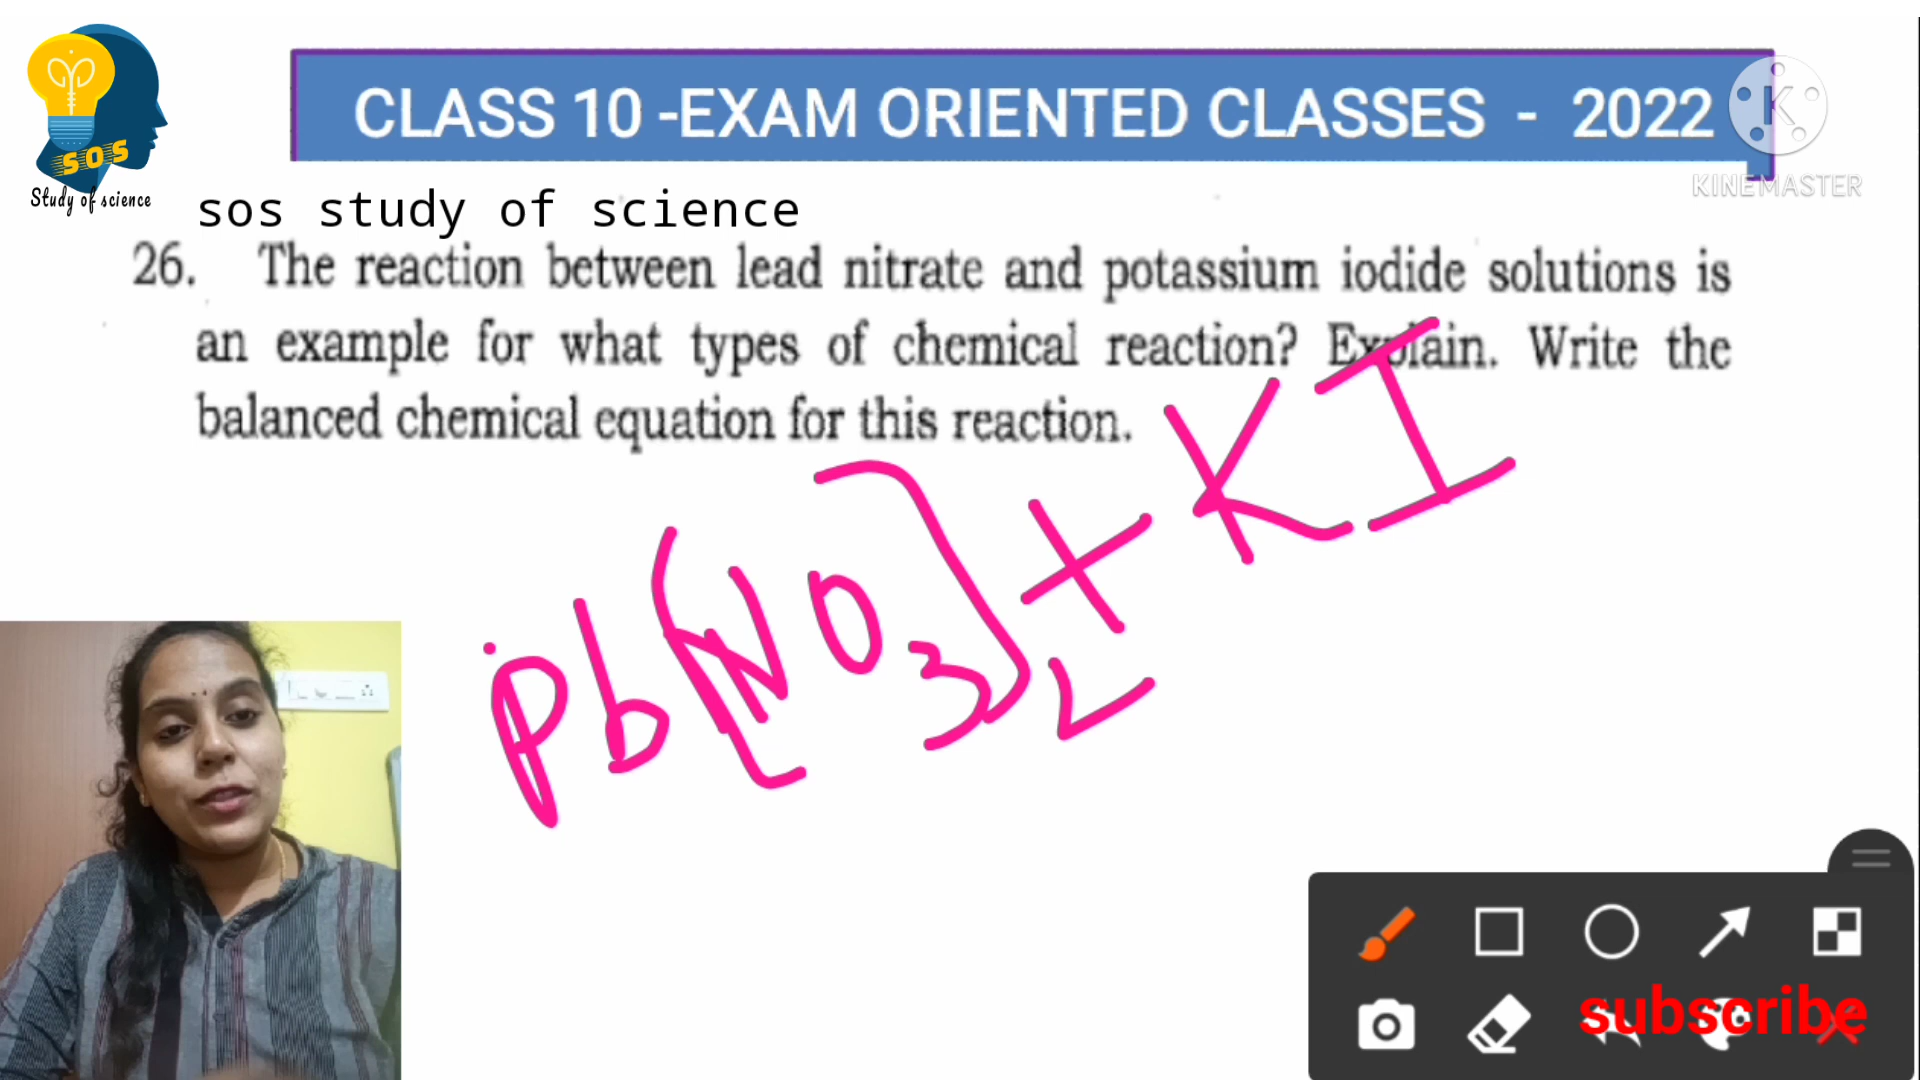 CLASS 10 -EXAM ORIENTED CLASSES - 2022
K
KINEMASTER
SOS
Study of science
sos study of science
26. The reaction between lead nitrate and potassium iodide solutions is
an example for what types of chemical reaction? Explain. Write the
balanced chemical equation for this reaction.
pb(NO3)2 + KI
subscribe